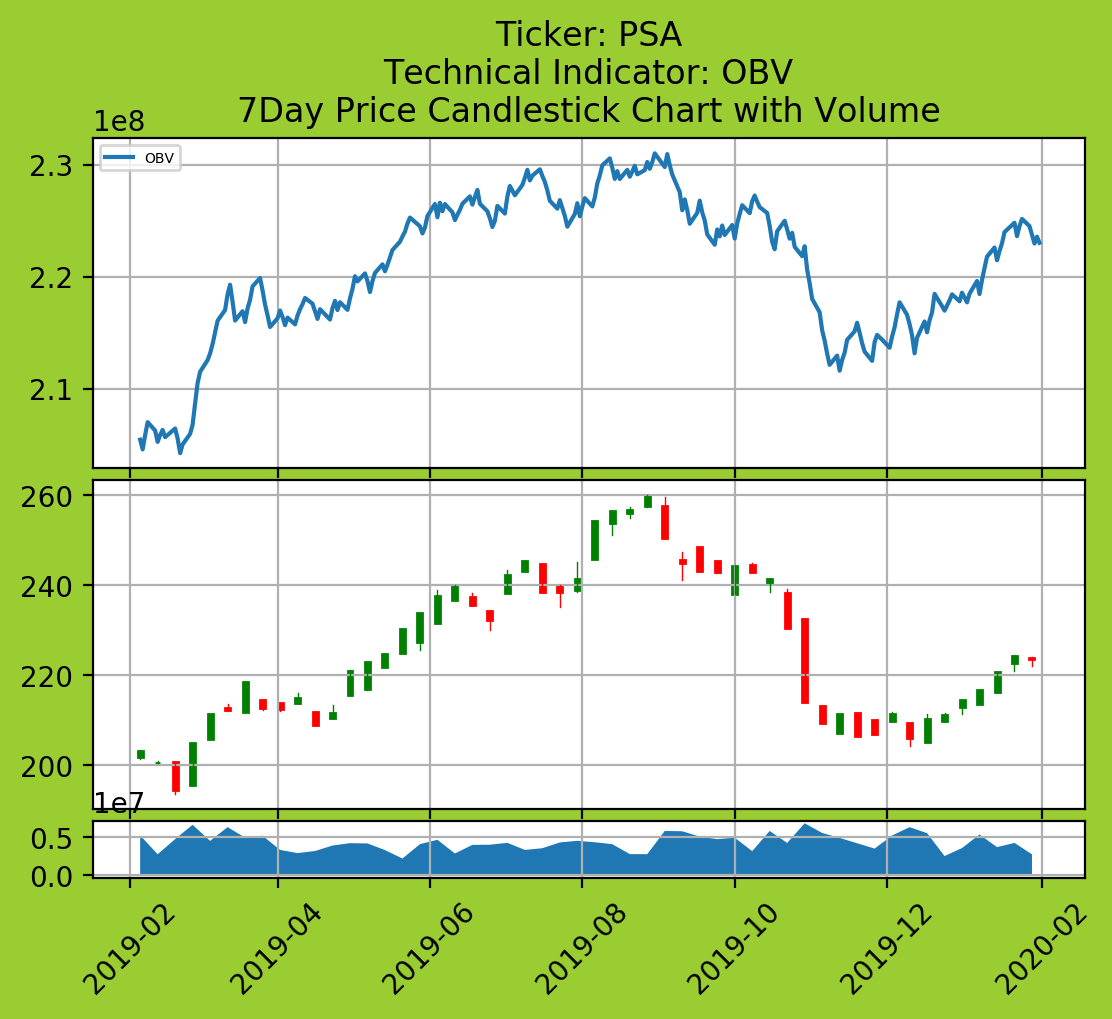 Ticker: PSA
Technical Indicator: OBV
7Day Price Candlestick Chart with Volume
1e8
OBV
2.3
2.2
2.1
260
240
220
200
1e7
0.5
0.0
2019-02
2019-04
2019-06
2019-08
2019-10
2019-12
2020-02